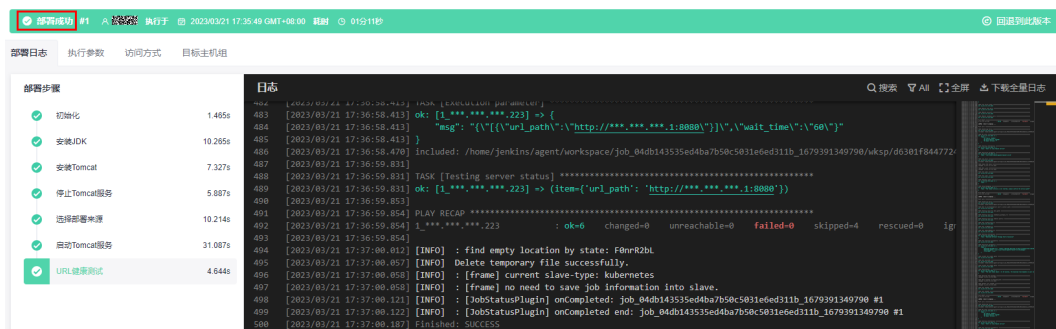 部署成功 #1 执行于 2023/03/21 17:35:49 GMT+08:00 耗时 01分11秒 回退到此版本
部署日志 执行参数 访问方式 目标主机组
部署步骤
初始化 1.465s
安装JDK 10.265s
安装Tomcat 7.327s
停止Tomcat服务 5.887s
选择部署来源 10.214s
启动Tomcat服务 31.087s
URL健康测试 4.644s
日志 搜索 All 全屏 下载全量日志
482 [2023/03/21 17:36:58.413] TASK [Execution parameter] ****
483 [2023/03/21 17:36:58.413] ok: [1_***.***.***.223] => {
484 [2023/03/21 17:36:58.413] "msg": "{\"[{\"url_path\":\"http://***.***.***.1:8080\"}]\",\"wait_time\":\"60\"}"
485 [2023/03/21 17:36:58.413] }
486 [2023/03/21 17:36:58.470] included: /home/jenkins/agent/workspace/job_04db143535ed4ba7b50c5031e6ed311b_1679391349790/wksp/d6301f8447724
487 [2023/03/21 17:36:59.831]
488 [2023/03/21 17:36:59.831] TASK [Testing server status] **************************************************
489 [2023/03/21 17:36:59.831] ok: [1_***.***.***.223] => (item={'url_path': 'http://***.***.***.1:8080'})
490 [2023/03/21 17:36:59.853]
491 [2023/03/21 17:36:59.854] PLAY RECAP *********************************************************************
492 [2023/03/21 17:36:59.854] 1_***.***.***.223 : ok=6 changed=0 unreachable=0 failed=0 skipped=4 rescued=0 ign
493 [2023/03/21 17:36:59.854]
494 [2023/03/21 17:37:00.012] [INFO] : find empty location by state: F0nrR2bL
495 [2023/03/21 17:37:00.057] [INFO] Delete temporary file successfully.
496 [2023/03/21 17:37:00.058] [INFO] : [frame] current slave-type: kubernetes
497 [2023/03/21 17:37:00.058] [INFO] : [frame] no need to save job information into slave.
498 [2023/03/21 17:37:00.121] [INFO] : [JobStatusPlugin] onCompleted: job_04db143535ed4ba7b50c5031e6ed311b_1679391349790 #1
499 [2023/03/21 17:37:00.122] [INFO] : [JobStatusPlugin] onCompleted end: job_04db143535ed4ba7b50c5031e6ed311b_1679391349790 #1
500 [2023/03/21 17:37:00.187] Finished: SUCCESS